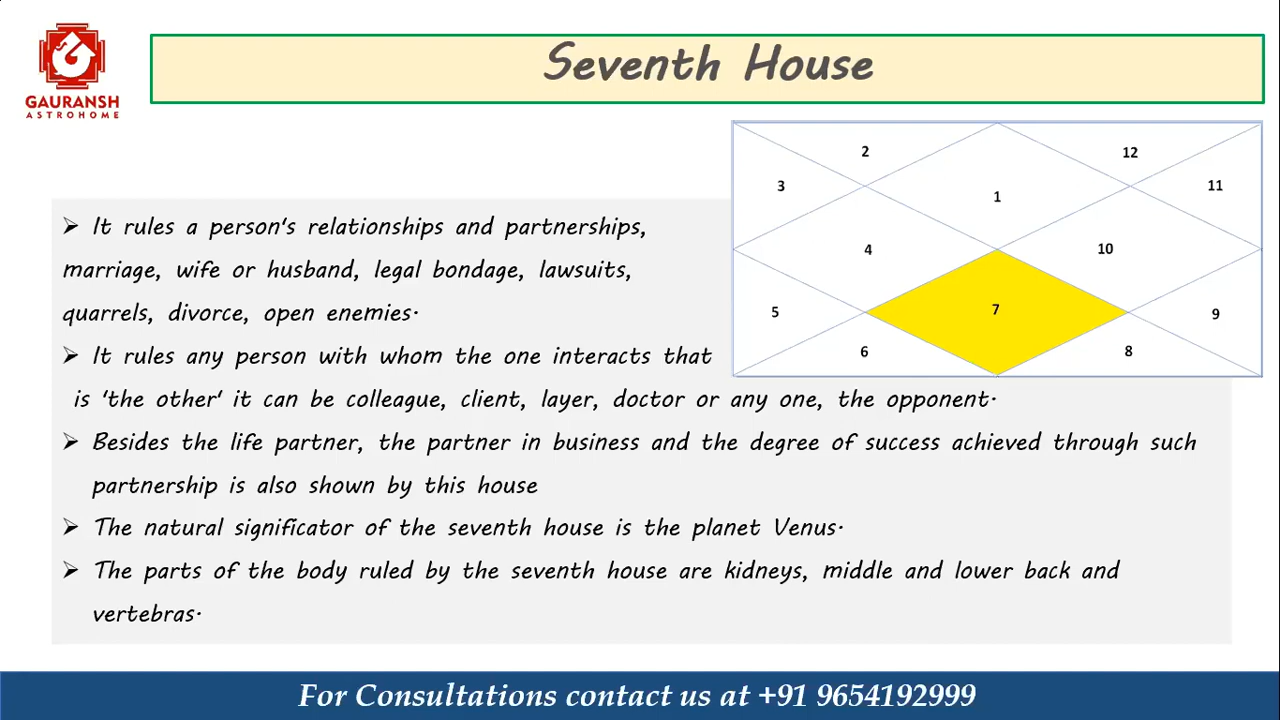 GAURANSH
ASTROHOME
Seventh House
2
12
3
11
1
4
10
7
5
9
6
8
➢ It rules a person's relationships and partnerships,
marriage, wife or husband, legal bondage, lawsuits,
quarrels, divorce, open enemies.
➢ It rules any person with whom the one interacts that
is 'the other' it can be colleague, client, layer, doctor or any one, the opponent.
➢ Besides the life partner, the partner in business and the degree of success achieved through such
partnership is also shown by this house
➢ The natural significator of the seventh house is the planet Venus.
➢ The parts of the body ruled by the seventh house are kidneys, middle and lower back and
vertebras.
For Consultations contact us at +91 9654192999